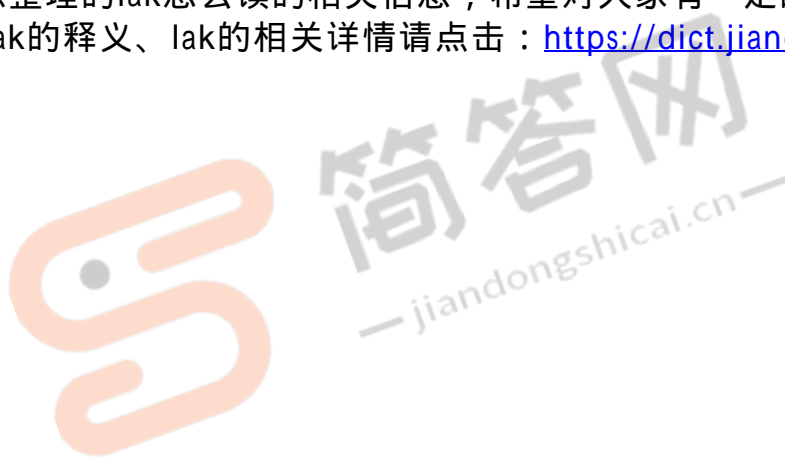 整理的lak怎么读的相关信息，希望对大家有一定的
ak的释义、lak的相关详情请点击：https://dict.jian
简答网
jiandongshicai.cn